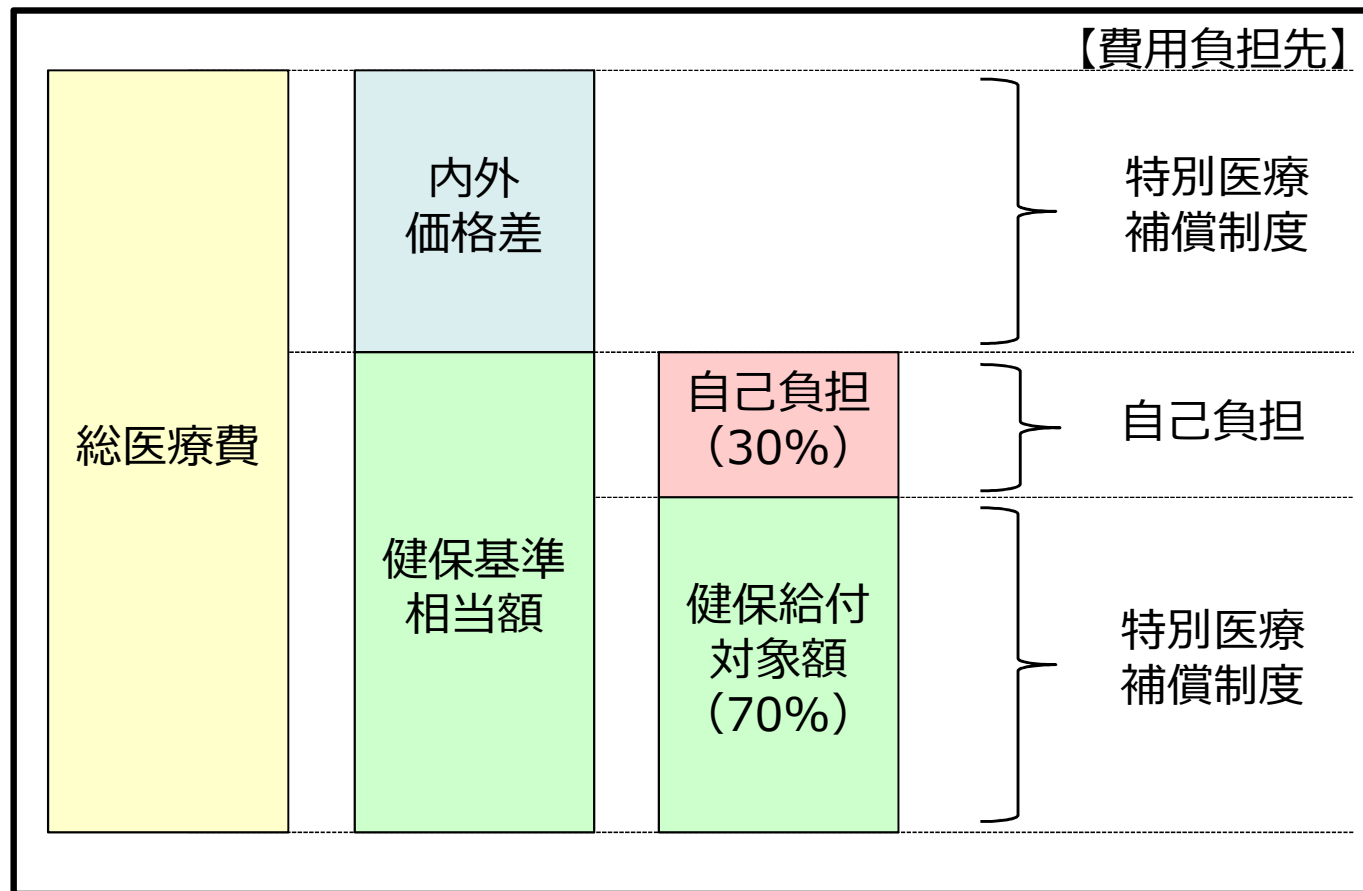 【費用負担先】
総医療費
内外
価格差
健保基準
相当額
自己負担
（30%）
健保給付
対象額
（70%）
特別医療
補償制度
自己負担
特別医療
補償制度